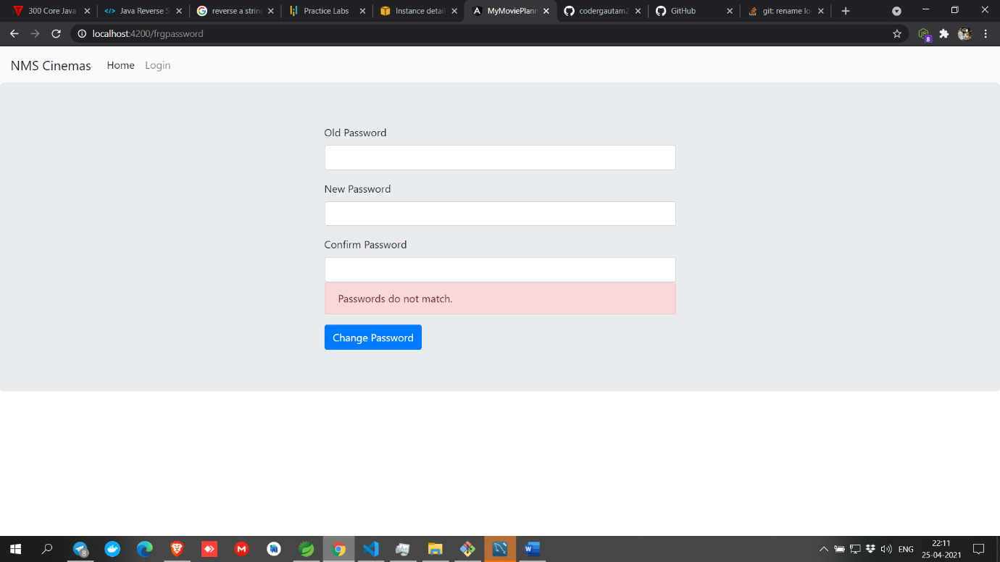 300 Core Java
Java Reverse S
reverse a string
Practice Labs
Instance detail
MyMoviePlann
codergautam2
GitHub
git: rename lo
localhost:4200/frgpassword
8
NMS Cinemas Home Login
Old Password
New Password
Confirm Password
Passwords do not match.
Change Password
8
ENG
22:11
25-04-2021